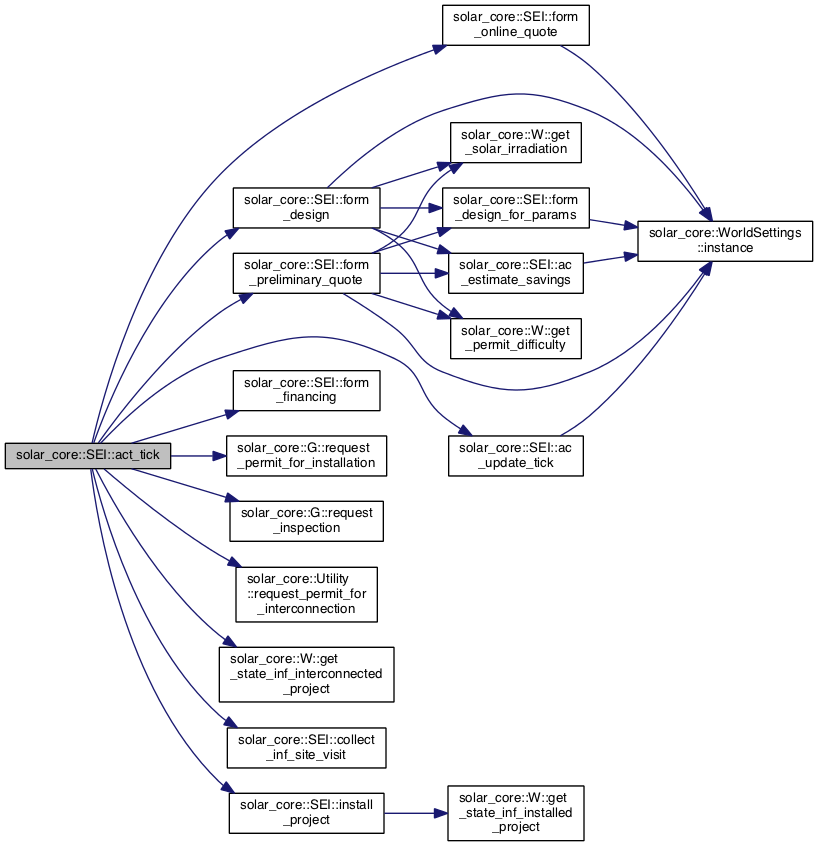 solar_core::SEI::form
_online_quote
solar_core::W::get
_solar_irradiation
solar_core::SEI::form
_design
solar_core::SEI::form
_design_for_params
solar_core::WorldSettings
::instance
solar_core::SEI::form
_preliminary_quote
solar_core::SEI::ac
_estimate_savings
solar_core::W::get
_permit_difficulty
solar_core::SEI::form
_financing
solar_core::SEI::act_tick
solar_core::G::request
_permit_for_installation
solar_core::SEI::ac
_update_tick
solar_core::G::request
_inspection
solar_core::Utility
::request_permit_for
_interconnection
solar_core::W::get
_state_inf_interconnected
_project
solar_core::SEI::collect
_inf_site_visit
solar_core::SEI::install
_project
solar_core::W::get
_state_inf_installed
_project